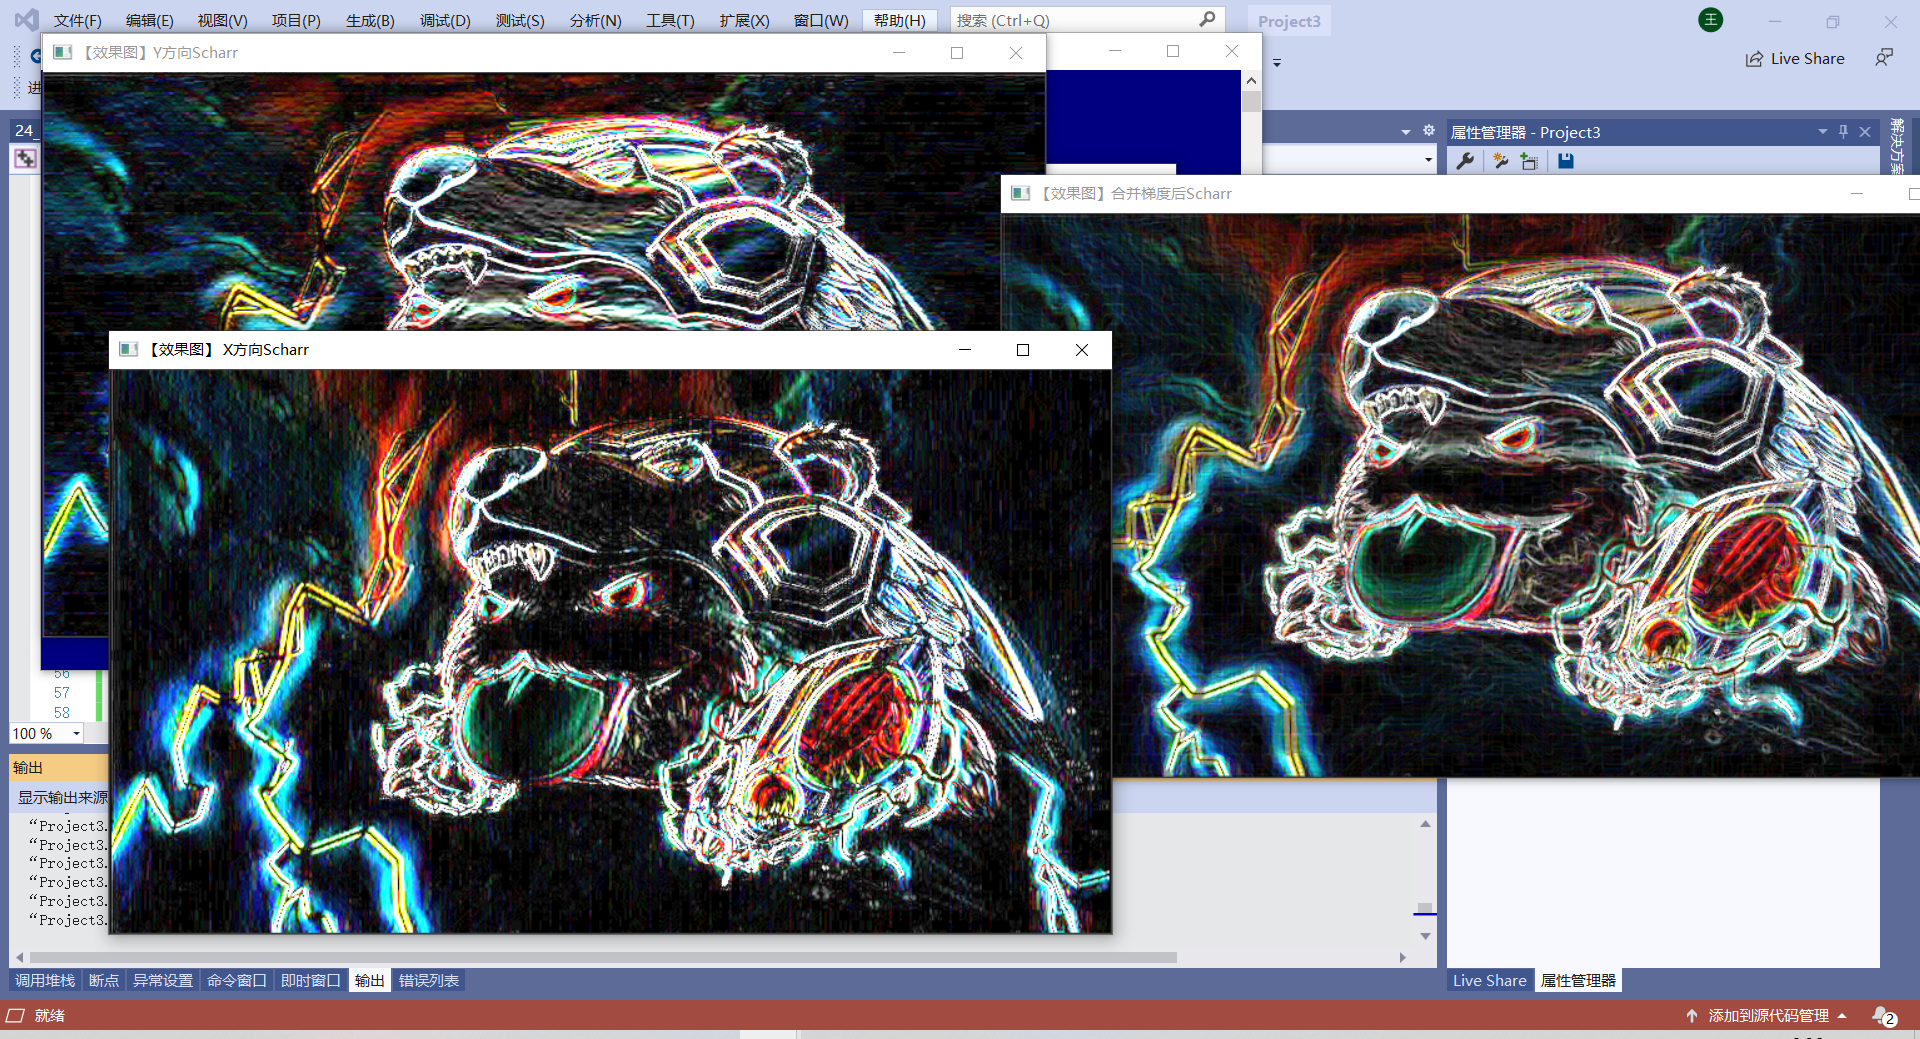 文件(F) 编辑(E) 视图(V) 项目(P) 生成(B) 调试(D) 测试(S) 分析(N) 工具(T) 扩展(X) 窗口(W) 帮助(H) 搜索 (Ctrl+Q) Project3 王
【效果图】Y方向Scharr
Live Share
进
24_
属性管理器 - Project3
解决方案
【效果图】合并梯度后Scharr
【效果图】X方向Scharr
56
57
58
100 %
输出
显示输出来源
“Project3.
“Project3.
“Project3.
“Project3.
“Project3.
“Project3.
调用堆栈 断点 异常设置 命令窗口 即时窗口 输出 错误列表
Live Share 属性管理器
就绪 添加到源代码管理 2